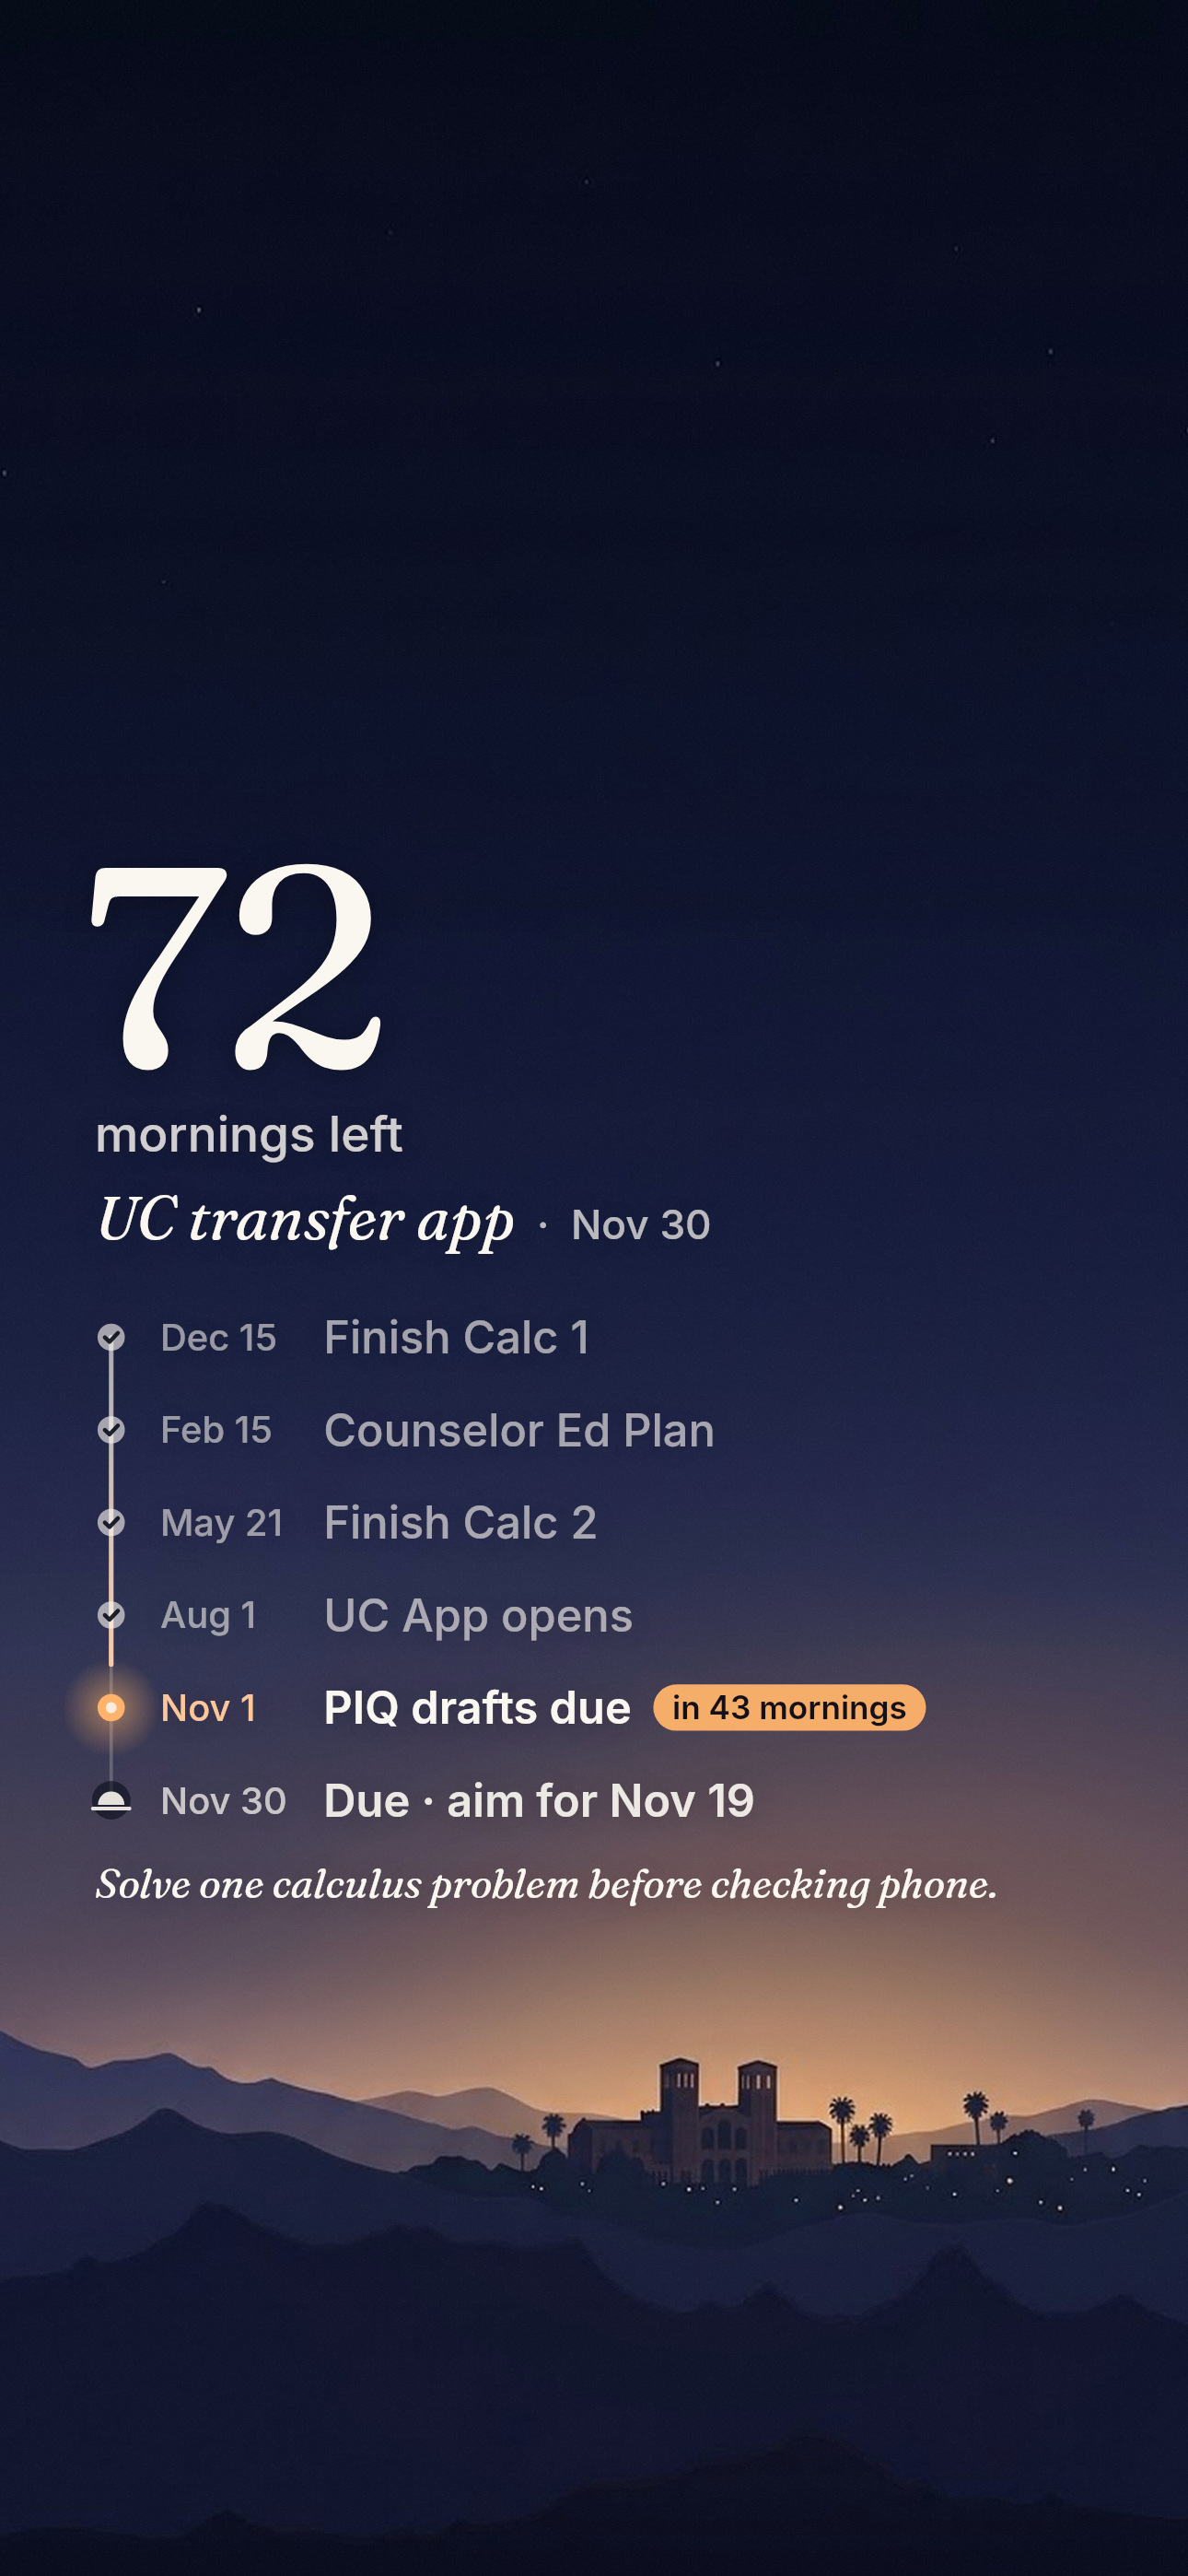 72
mornings left
UC transfer app · Nov 30
Dec 15 Finish Calc 1
Feb 15 Counselor Ed Plan
May 21 Finish Calc 2
Aug 1 UC App opens
Nov 1 PIQ drafts due in 43 mornings
Nov 30 Due · aim for Nov 19
Solve one calculus problem before checking phone.